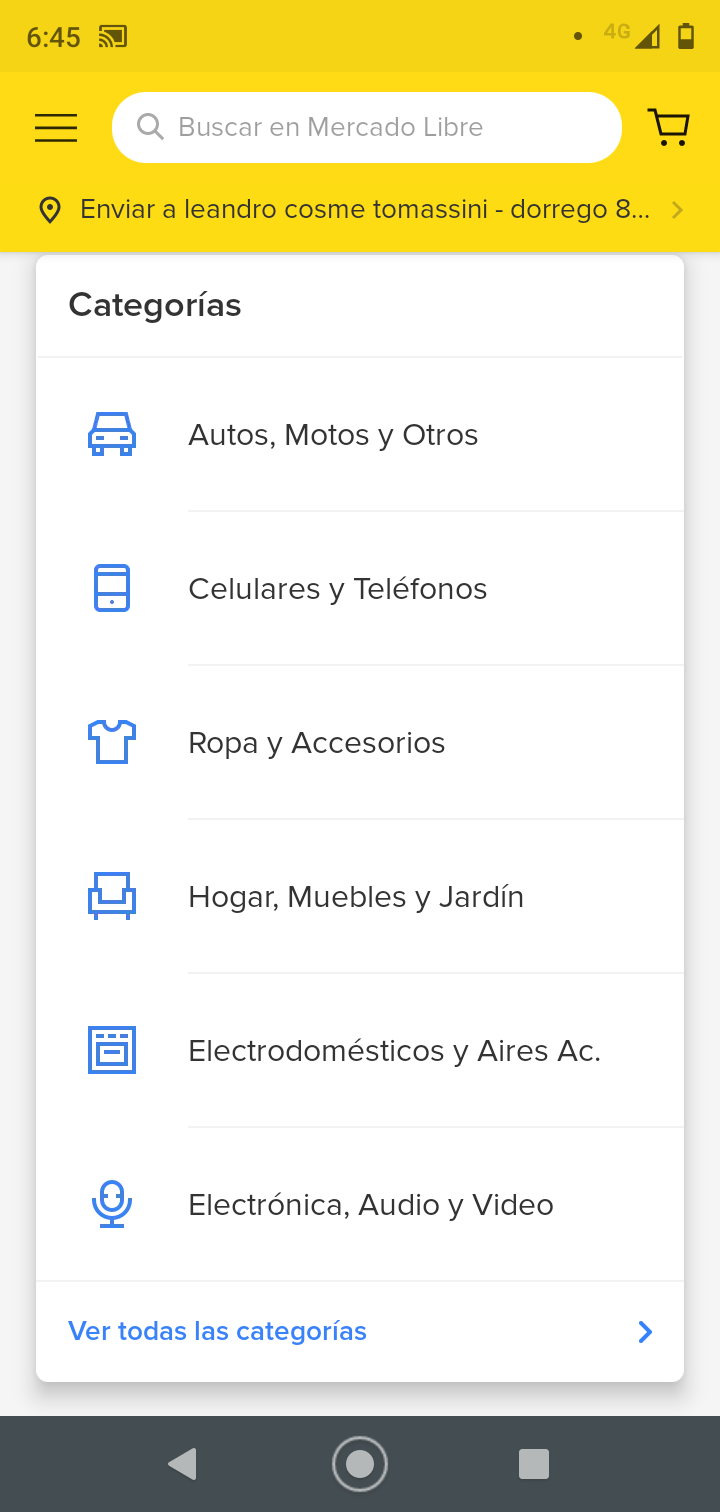 6:45
4G
Buscar en Mercado Libre
Enviar a leandro cosme tomassini - dorrego 8...
Categorías
Autos, Motos y Otros
Celulares y Teléfonos
Ropa y Accesorios
Hogar, Muebles y Jardín
Electrodomésticos y Aires Ac.
Electrónica, Audio y Video
Ver todas las categorías